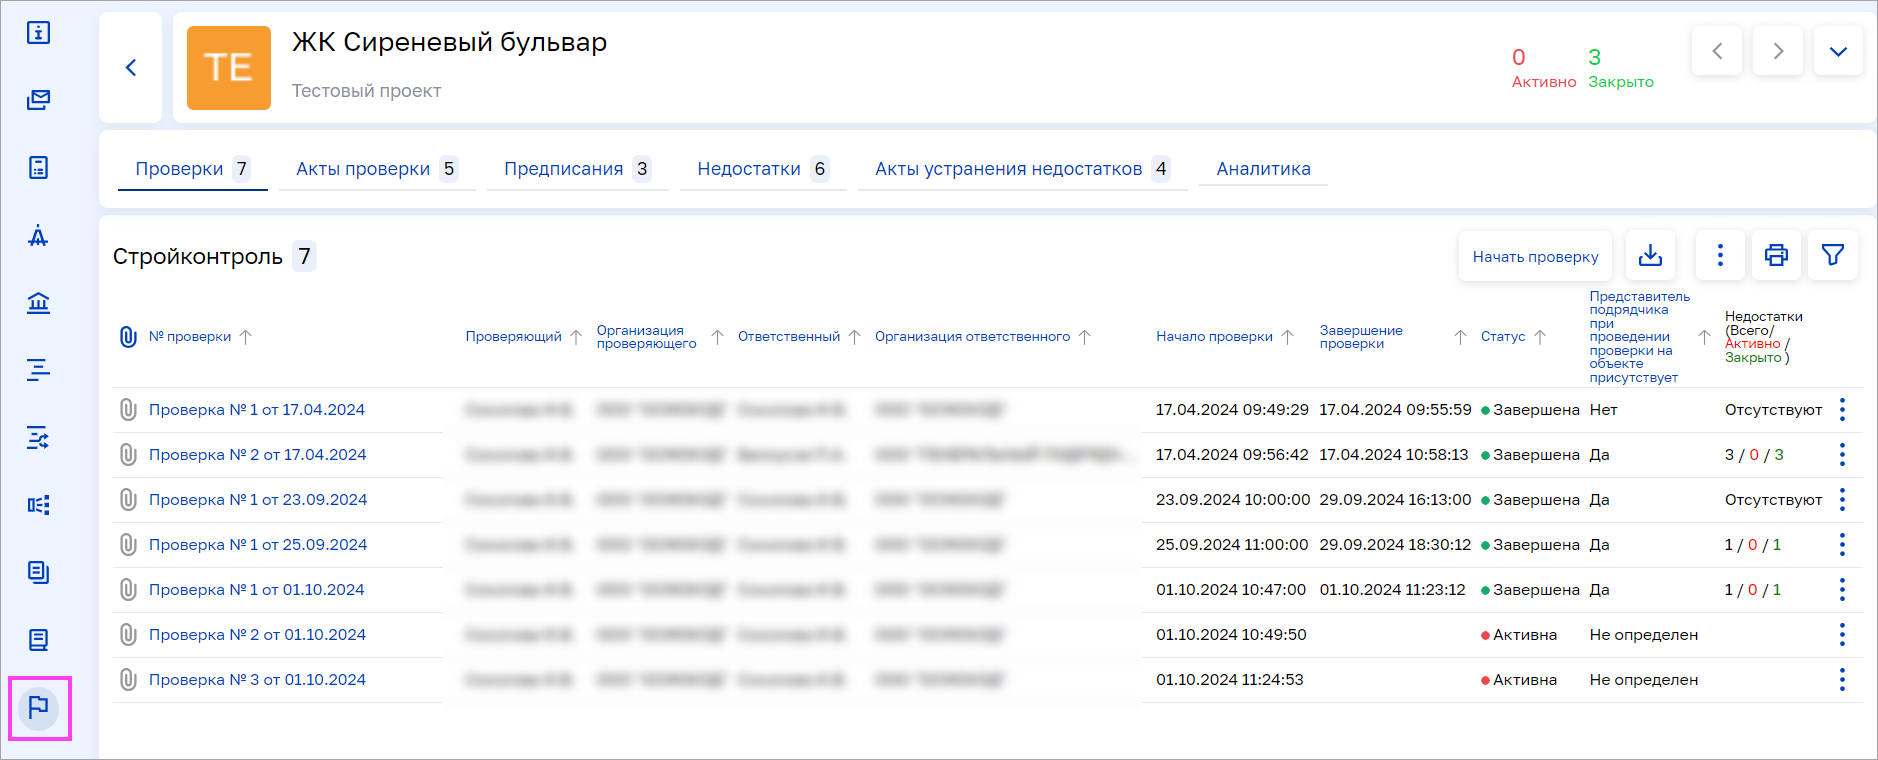 ТЕ
ЖК Сиреневый бульвар
Тестовый проект
0
Активно
3
Закрыто
Проверки 7
Акты проверки 5
Предписания 3
Недостатки 6
Акты устранения недостатков 4
Аналитика
Стройконтроль 7
Начать проверку
№ проверки
Проверяющий
Организация
проверяющего
Ответственный
Организация ответственного
Начало проверки
Завершение
проверки
Статус
Представитель
подрядчика
при
проведении
проверки на
объекте
присутствует
Недостатки
(Всего/
Активно /
Закрыто )
Проверка № 1 от 17.04.2024 17.04.2024 09:49:29 17.04.2024 09:55:59 Завершена Нет Отсутствуют
Проверка № 2 от 17.04.2024 17.04.2024 09:56:42 17.04.2024 10:58:13 Завершена Да 3 / 0 / 3
Проверка № 1 от 23.09.2024 23.09.2024 10:00:00 29.09.2024 16:13:00 Завершена Да Отсутствуют
Проверка № 1 от 25.09.2024 25.09.2024 11:00:00 29.09.2024 18:30:12 Завершена Да 1 / 0 / 1
Проверка № 1 от 01.10.2024 01.10.2024 10:47:00 01.10.2024 11:23:12 Завершена Да 1 / 0 / 1
Проверка № 2 от 01.10.2024 01.10.2024 10:49:50 Активна Не определен
Проверка № 3 от 01.10.2024 01.10.2024 11:24:53 Активна Не определен